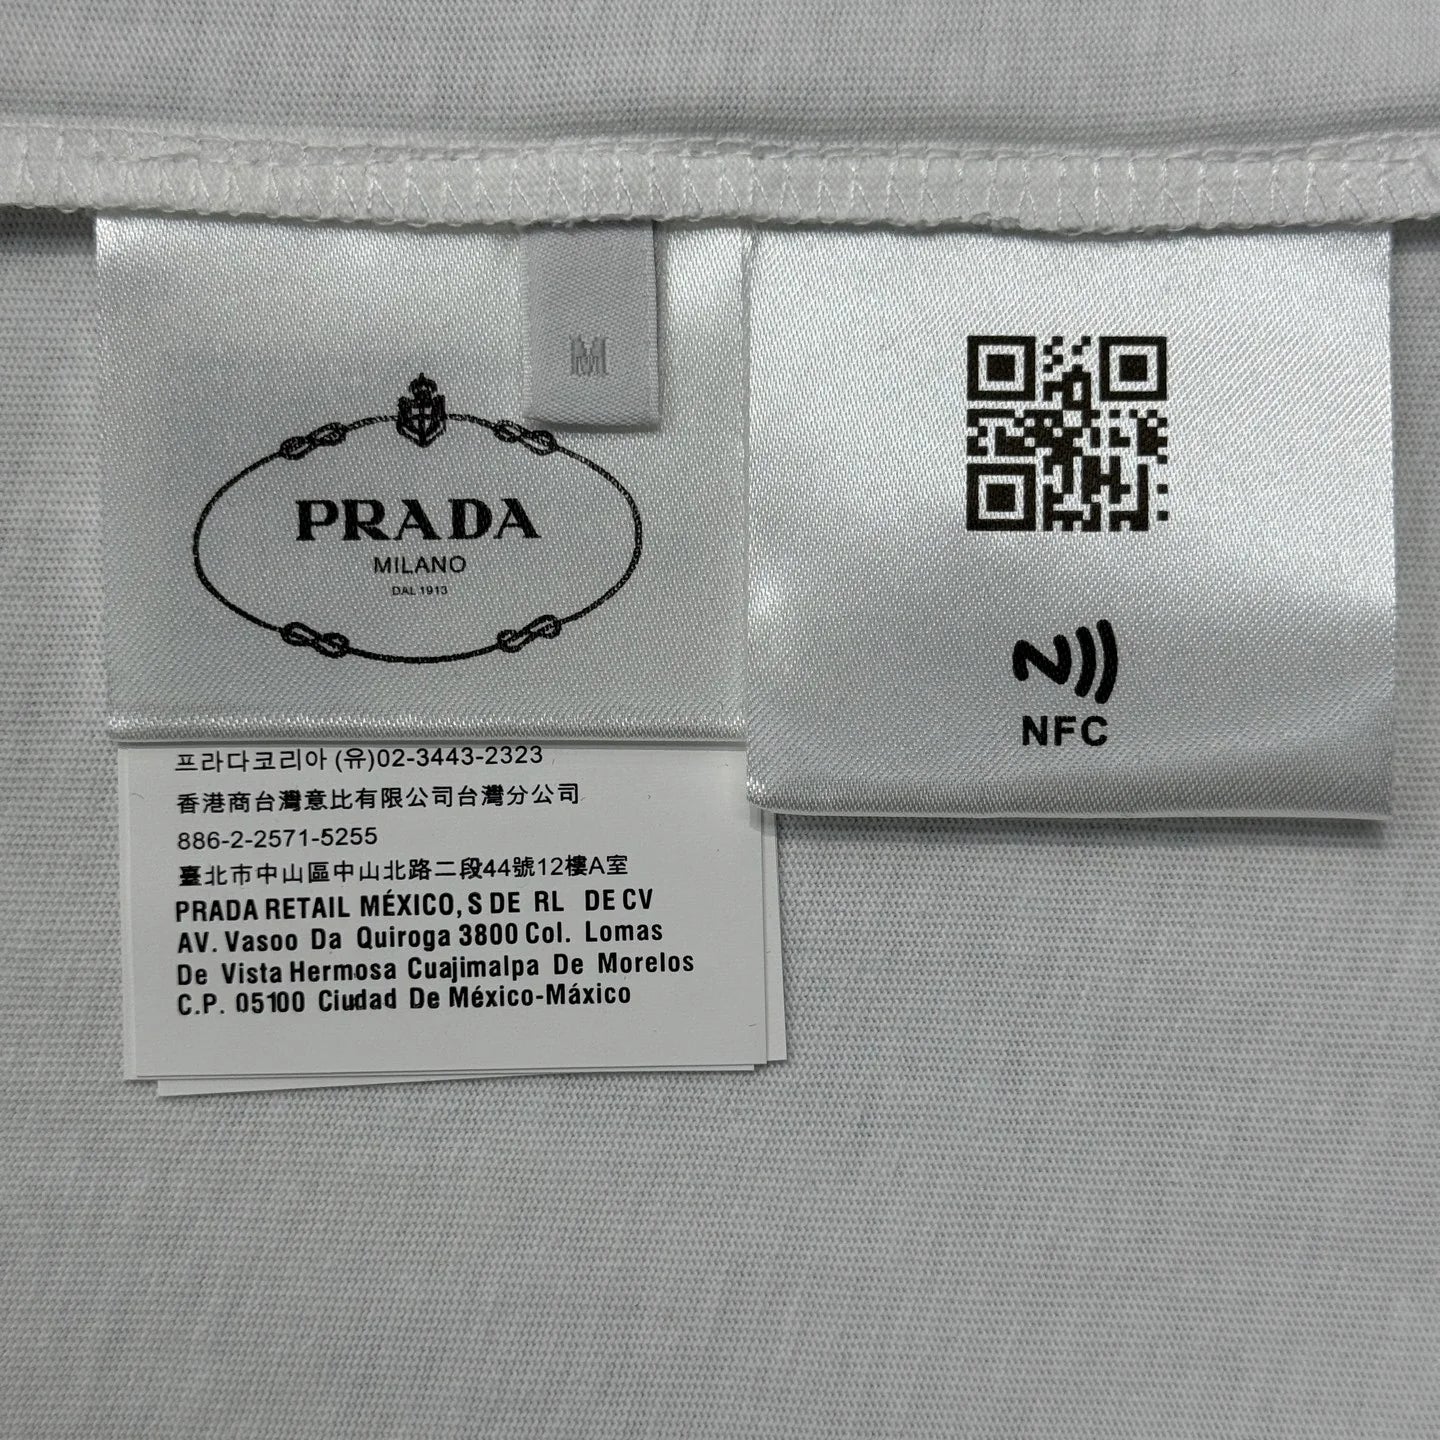 M
PRADA
MILANO
DAL 1913
프라다코리아 (유)02-3443-2323
香港商台灣意比有限公司台灣分公司
886-2-2571-5255
臺北市中山區中山北路二段44號12樓A室
PRADA RETAIL MÉXICO, S DE RL DE CV
AV. Vasoo Da Quiroga 3800 Col. Lomas
De Vista Hermosa Cuajimalpa De Morelos
C.P. 05100 Ciudad De México-Máxico
NFC